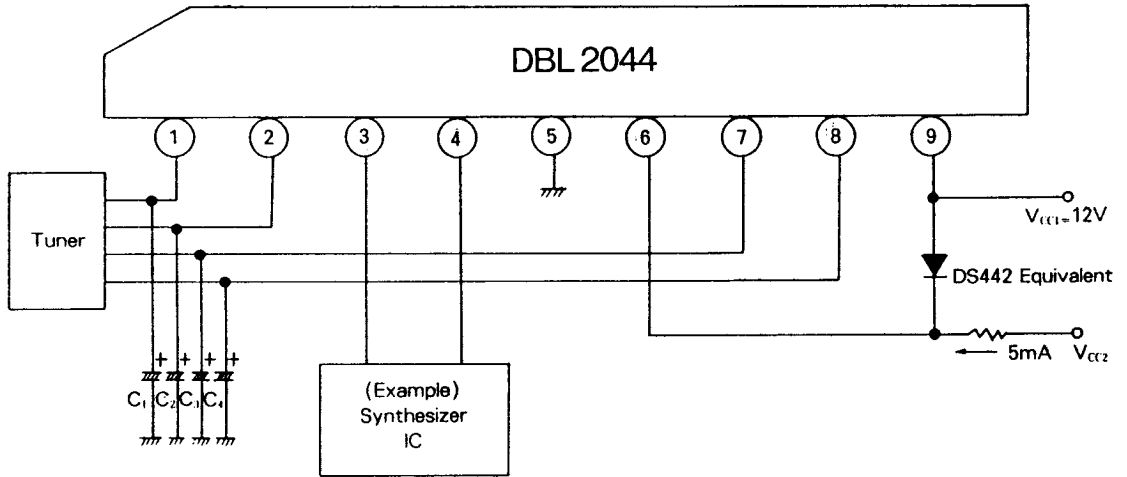 DBL 2044
1 2 3 4 5 6 7 8 9
Tuner
VCC1=12V
DS442 Equivalent
5mA VCC2
+ + + +
C1 C2 C3 C4
(Example)
Synthesizer
IC